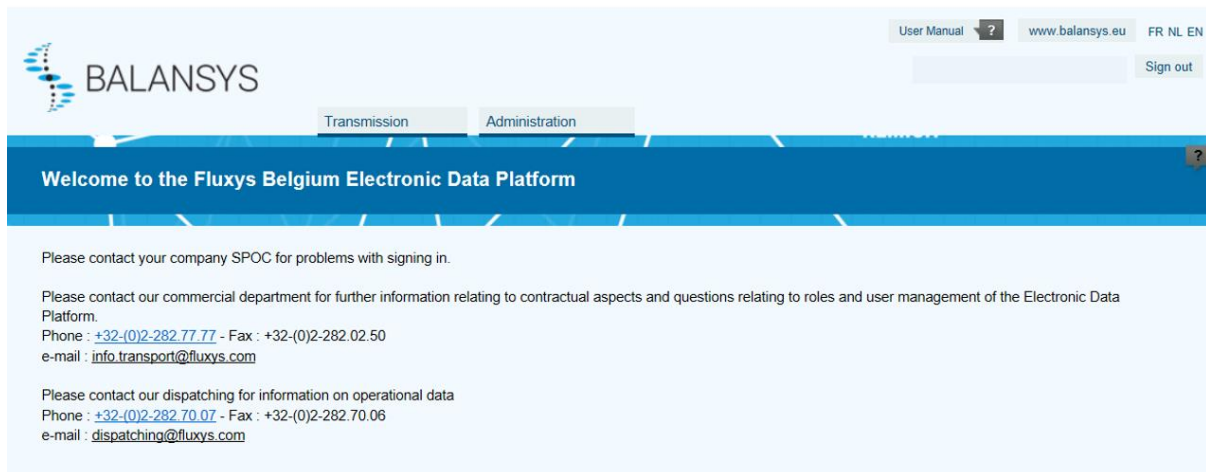 User Manual ? www.balansys.eu FR NL EN
BALANSYS
Sign out
Transmission Administration
?
Welcome to the Fluxys Belgium Electronic Data Platform
Please contact your company SPOC for problems with signing in.
Please contact our commercial department for further information relating to contractual aspects and questions relating to roles and user management of the Electronic Data
Platform.
Phone : +32-(0)2-282.77.77 - Fax : +32-(0)2-282.02.50
e-mail : info.transport@fluxys.com
Please contact our dispatching for information on operational data
Phone : +32-(0)2-282.70.07 - Fax : +32-(0)2-282.70.06
e-mail : dispatching@fluxys.com